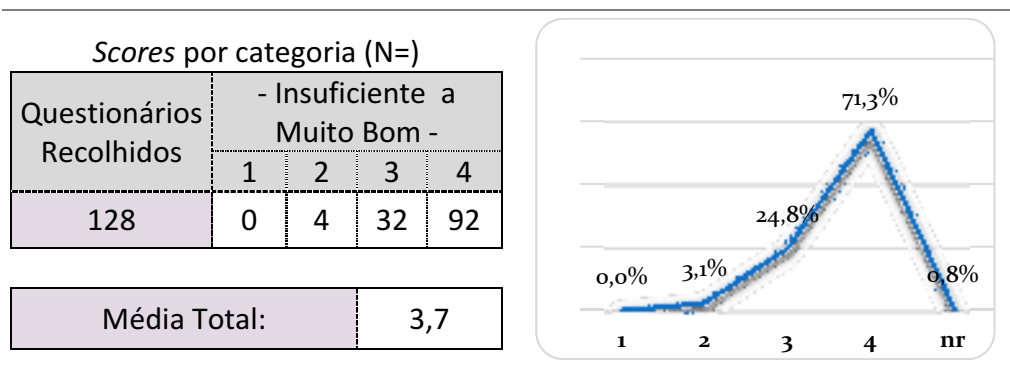 Scores por categoria (N=)
Questionários
Recolhidos
- Insuficiente a
Muito Bom -
1 2 3 4
128 0 4 32 92
Média Total: 3,7
71,3%
24,8%
0,0% 3,1% 0,8%
1 2 3 4 nr